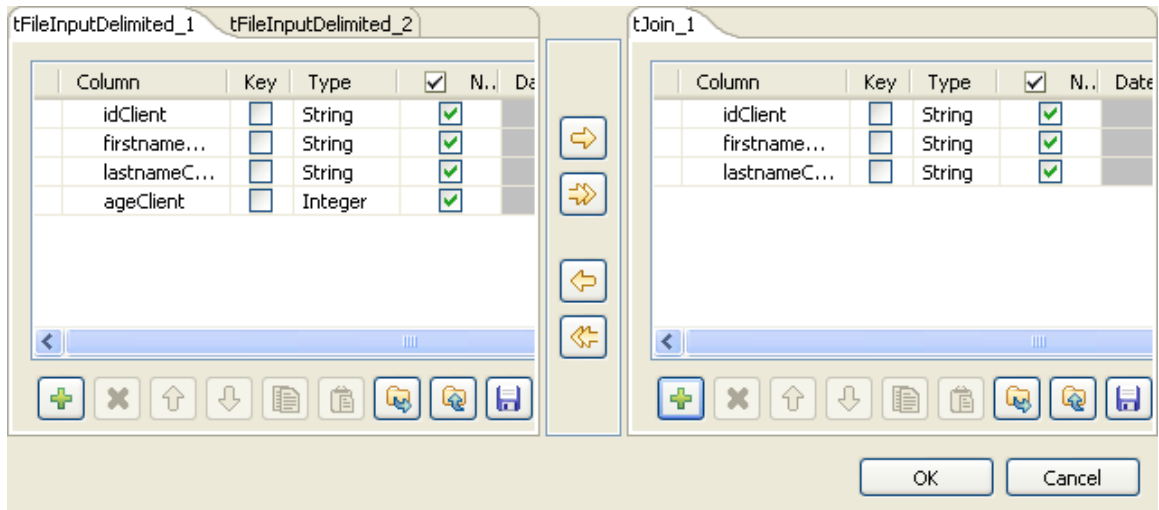 tFileInputDelimited_1 tFileInputDelimited_2 tJoin_1
Column Key Type N.. Da Column Key Type N.. Date
idClient String idClient String
firstname... String firstname... String
lastnameC... String lastnameC... String
ageClient Integer
OK Cancel